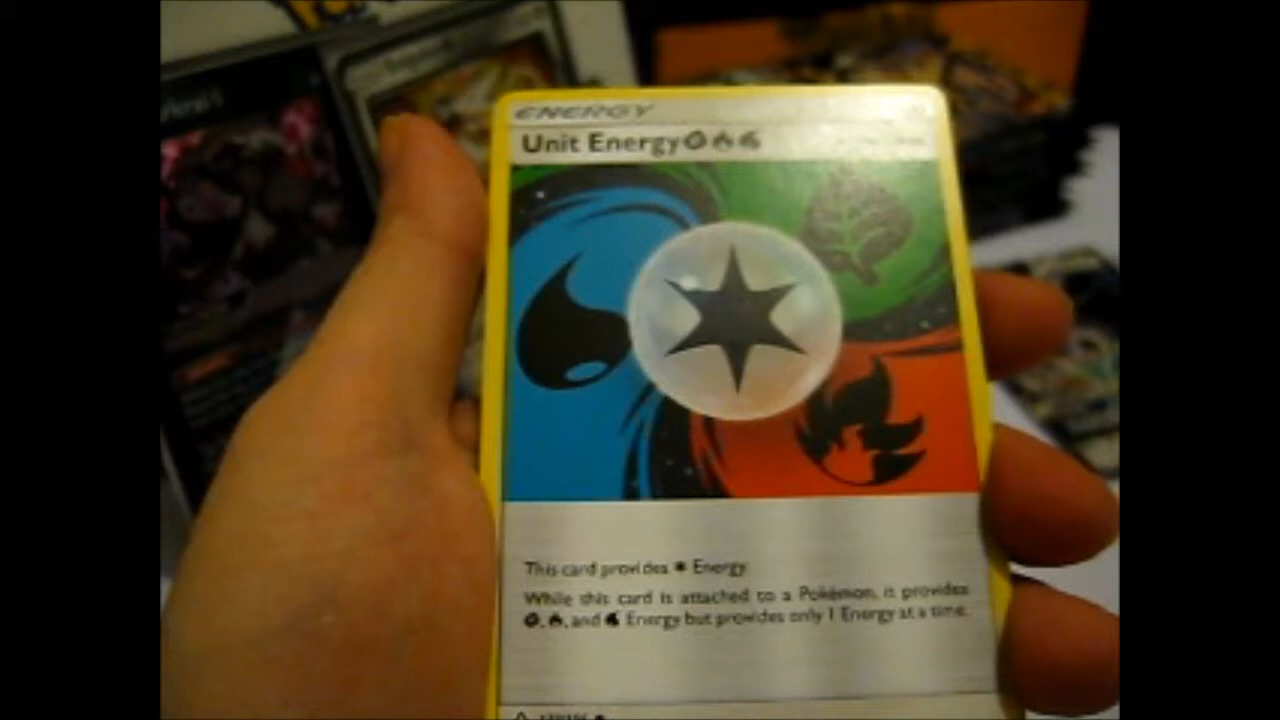 ENERGY
Unit Energy
This card provides Energy
While this card is attached to a Pokémon, it provides
, , and Energy but provides only 1 Energy at a time.